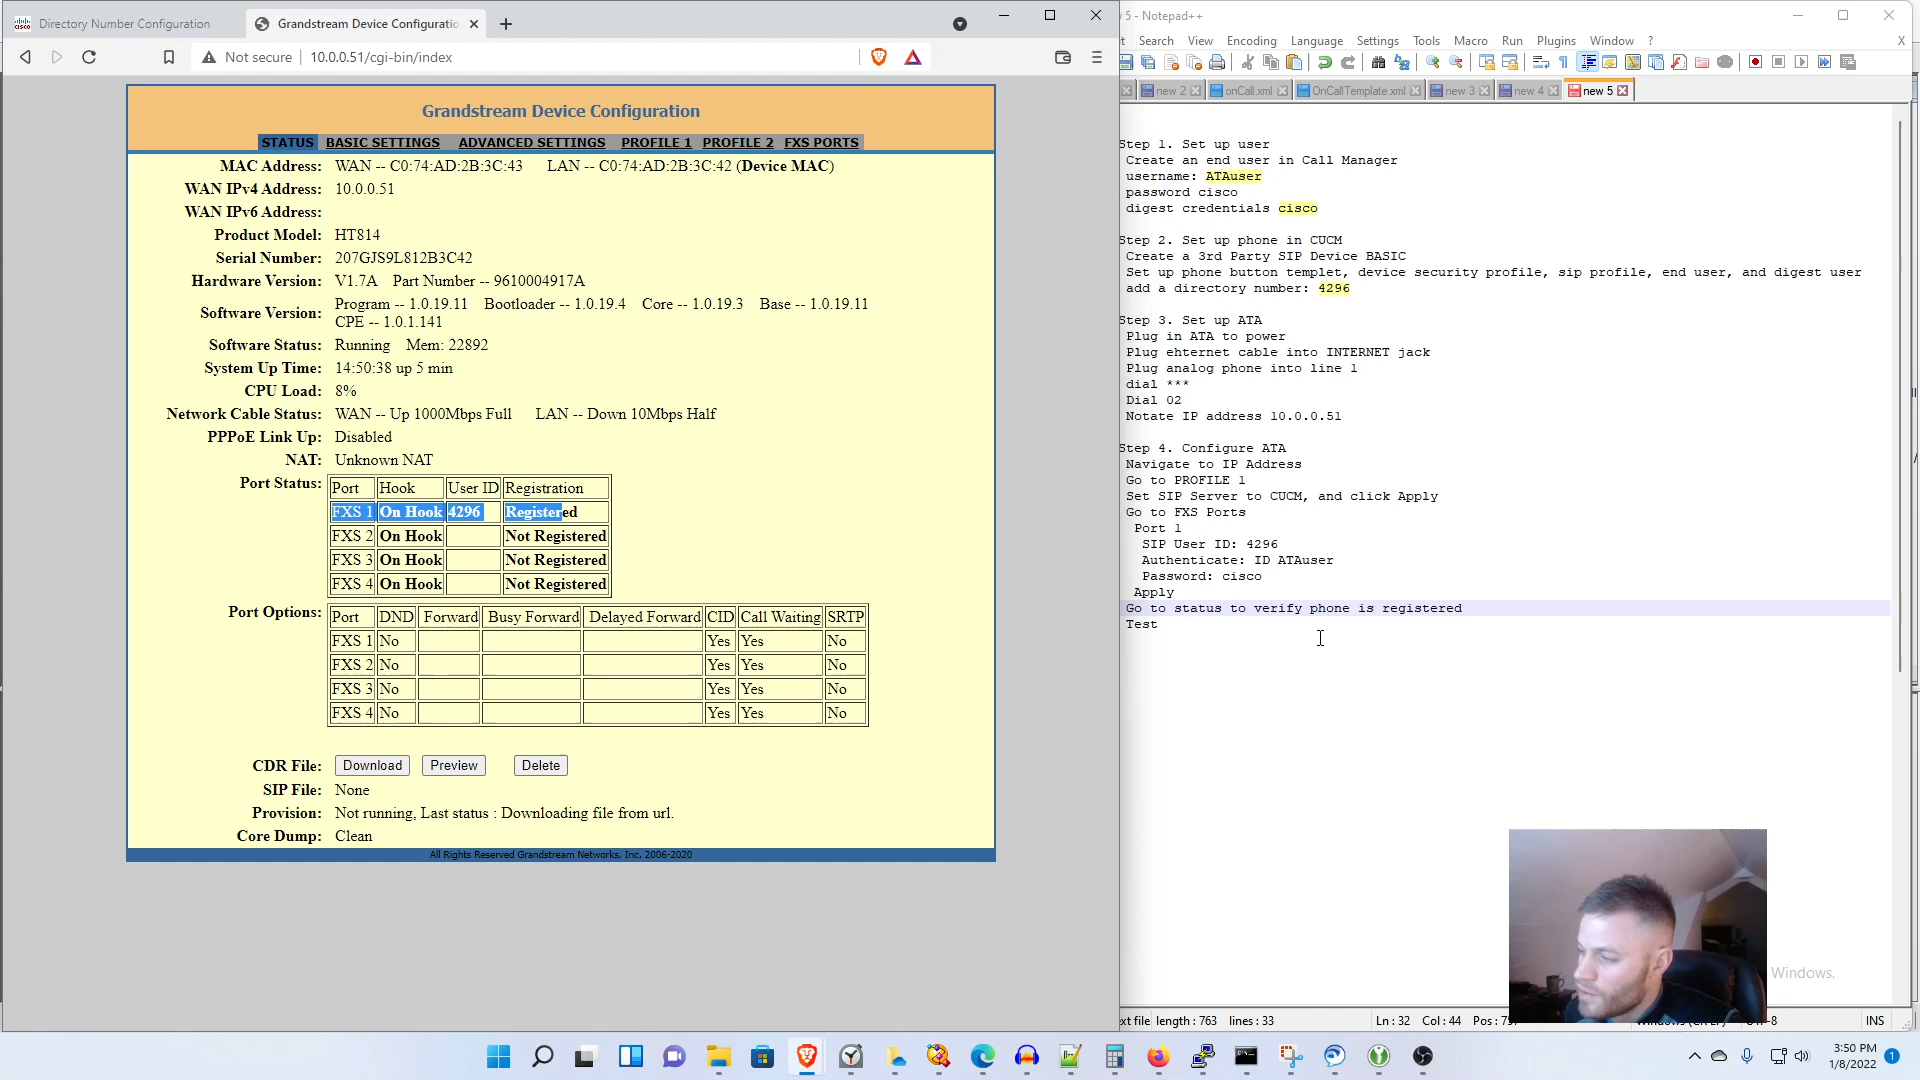 Directory Number Configuration
Grandstream Device Configuratio
Not secure
10.0.0.51/cgi-bin/index
Grandstream Device Configuration
STATUS BASIC SETTINGS ADVANCED SETTINGS PROFILE 1 PROFILE 2 FXS PORTS
MAC Address: WAN -- C0:74:AD:2B:3C:43 LAN -- C0:74:AD:2B:3C:42 (Device MAC)
WAN IPv4 Address: 10.0.0.51
WAN IPv6 Address:
Product Model: HT814
Serial Number: 207GJS9L812B3C42
Hardware Version: V1.7A Part Number -- 9610004917A
Software Version: Program -- 1.0.19.11 Bootloader -- 1.0.19.4 Core -- 1.0.19.3 Base -- 1.0.19.11
CPE -- 1.0.1.141
Software Status: Running Mem: 22892
System Up Time: 14:50:38 up 5 min
CPU Load: 8%
Network Cable Status: WAN -- Up 1000Mbps Full LAN -- Down 10Mbps Half
PPPoE Link Up: Disabled
NAT: Unknown NAT
Port Status: Port Hook User ID Registration
FXS 1 On Hook 4296 Registered
FXS 2 On Hook Not Registered
FXS 3 On Hook Not Registered
FXS 4 On Hook Not Registered
Port Options: Port DND Forward Busy Forward Delayed Forward CID Call Waiting SRTP
FXS 1 No Yes Yes No
FXS 2 No Yes Yes No
FXS 3 No Yes Yes No
FXS 4 No Yes Yes No
CDR File: Download Preview Delete
SIP File: None
Provision: Not running, Last status : Downloading file from url.
Core Dump: Clean
All Rights Reserved Grandstream Networks, Inc. 2006-2020
5 - Notepad++
Search View Encoding Language Settings Tools Macro Run Plugins Window ? X
new 2 onCall.xml OnCallTemplate.xml new 3 new 4 new 5
Step 1. Set up user
Create an end user in Call Manager
username: ATAuser
password cisco
digest credentials cisco
Step 2. Set up phone in CUCM
Create a 3rd Party SIP Device BASIC
Set up phone button templet, device security profile, sip profile, end user, and digest user
add a directory number: 4296
Step 3. Set up ATA
Plug in ATA to power
Plug ehternet cable into INTERNET jack
Plug analog phone into line 1
dial ***
Dial 02
Notate IP address 10.0.0.51
Step 4. Configure ATA
Navigate to IP Address
Go to PROFILE 1
Set SIP Server to CUCM, and click Apply
Go to FXS Ports
Port 1
SIP User ID: 4296
Authenticate: ID ATAuser
Password: cisco
Apply
Go to status to verify phone is registered
Test
Windows.
xt file length : 763 lines : 33 Ln : 32 Col : 44 Pos : INS
3:50 PM
1/8/2022
1